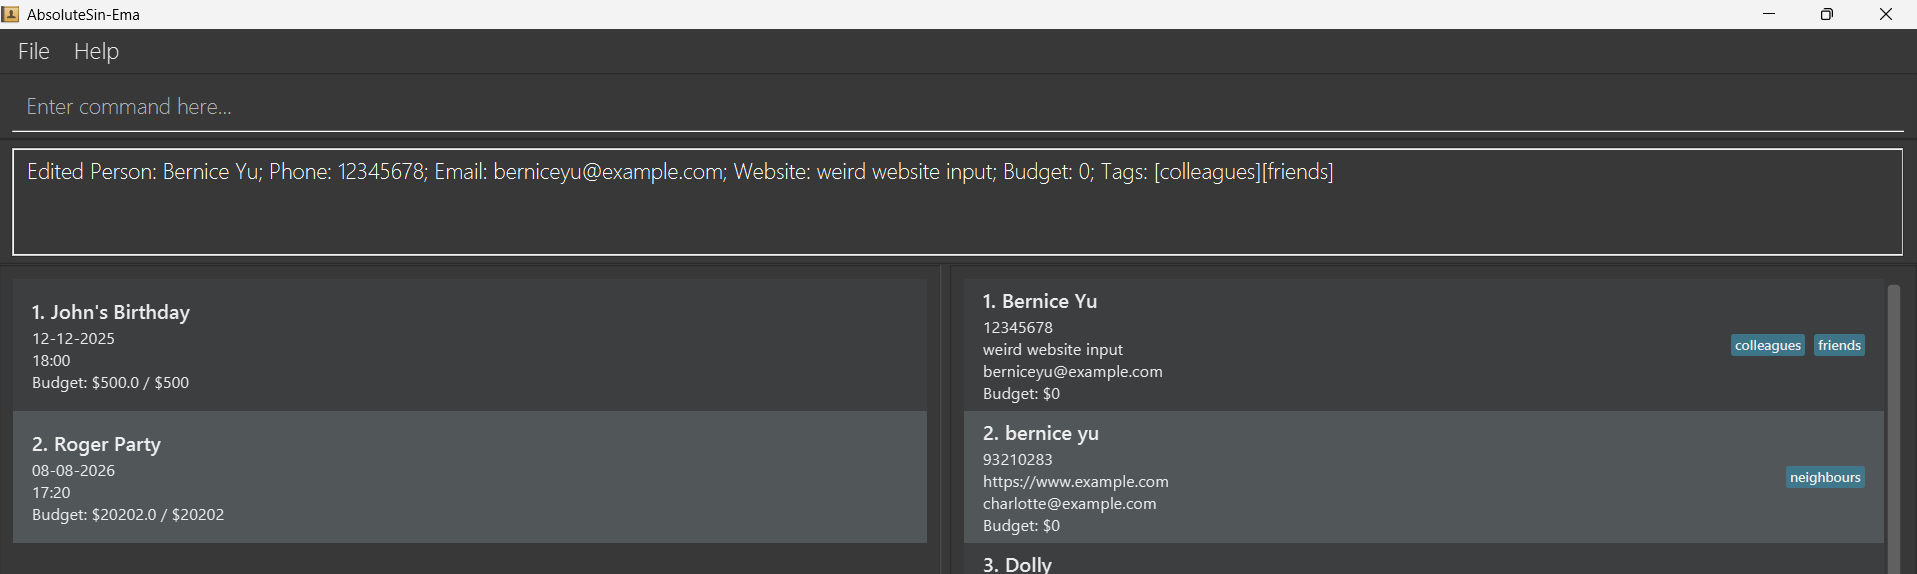 AbsoluteSin-Ema
File Help
Enter command here...
Edited Person: Bernice Yu; Phone: 12345678; Email: berniceyu@example.com; Website: weird website input; Budget: 0; Tags: [colleagues][friends]
1. John's Birthday
12-12-2025
18:00
Budget: $500.0 / $500
2. Roger Party
08-08-2026
17:20
Budget: $20202.0 / $20202
1. Bernice Yu
12345678
weird website input
berniceyu@example.com
Budget: $0
colleagues friends
2. bernice yu
93210283
https://www.example.com
charlotte@example.com
Budget: $0
neighbours
3. Dolly